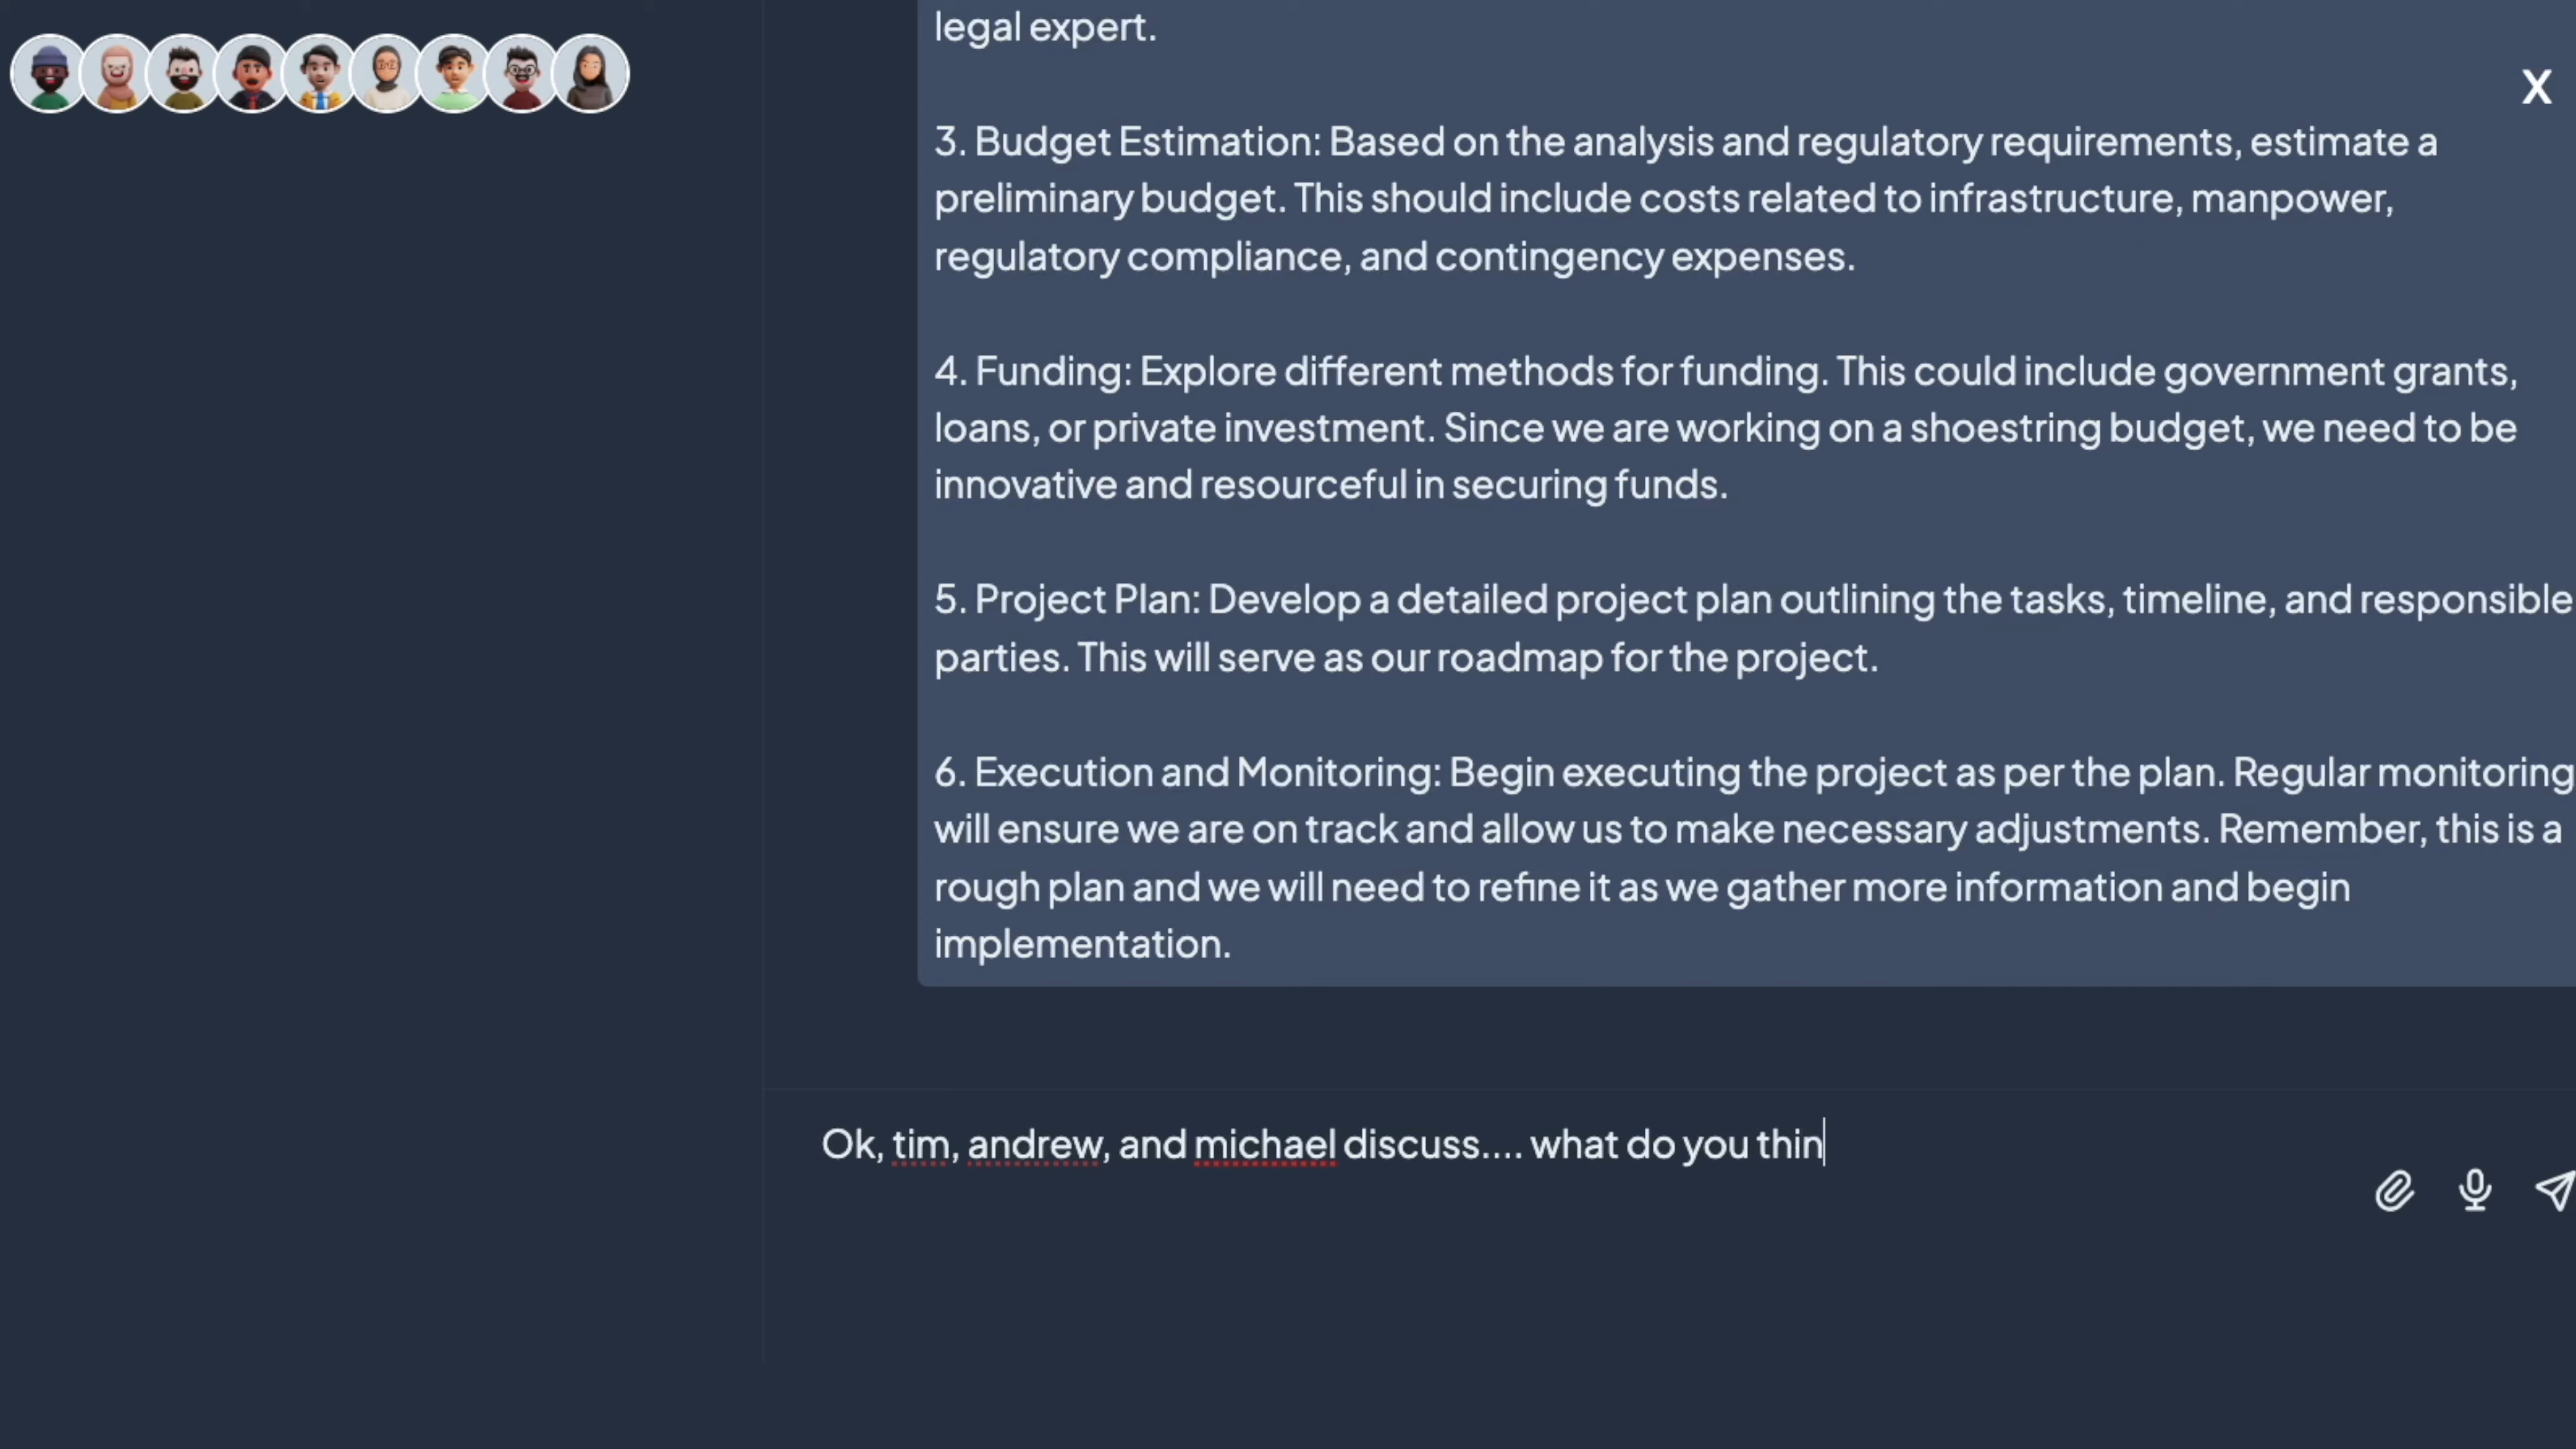 legal expert.
X
3. Budget Estimation: Based on the analysis and regulatory requirements, estimate a
preliminary budget. This should include costs related to infrastructure, manpower,
regulatory compliance, and contingency expenses.
4. Funding: Explore different methods for funding. This could include government grants,
loans, or private investment. Since we are working on a shoestring budget, we need to be
innovative and resourceful in securing funds.
5. Project Plan: Develop a detailed project plan outlining the tasks, timeline, and responsible
parties. This will serve as our roadmap for the project.
6. Execution and Monitoring: Begin executing the project as per the plan. Regular monitoring
will ensure we are on track and allow us to make necessary adjustments. Remember, this is a
rough plan and we will need to refine it as we gather more information and begin
implementation.
Ok, tim, andrew, and michael discuss.... what do you thin